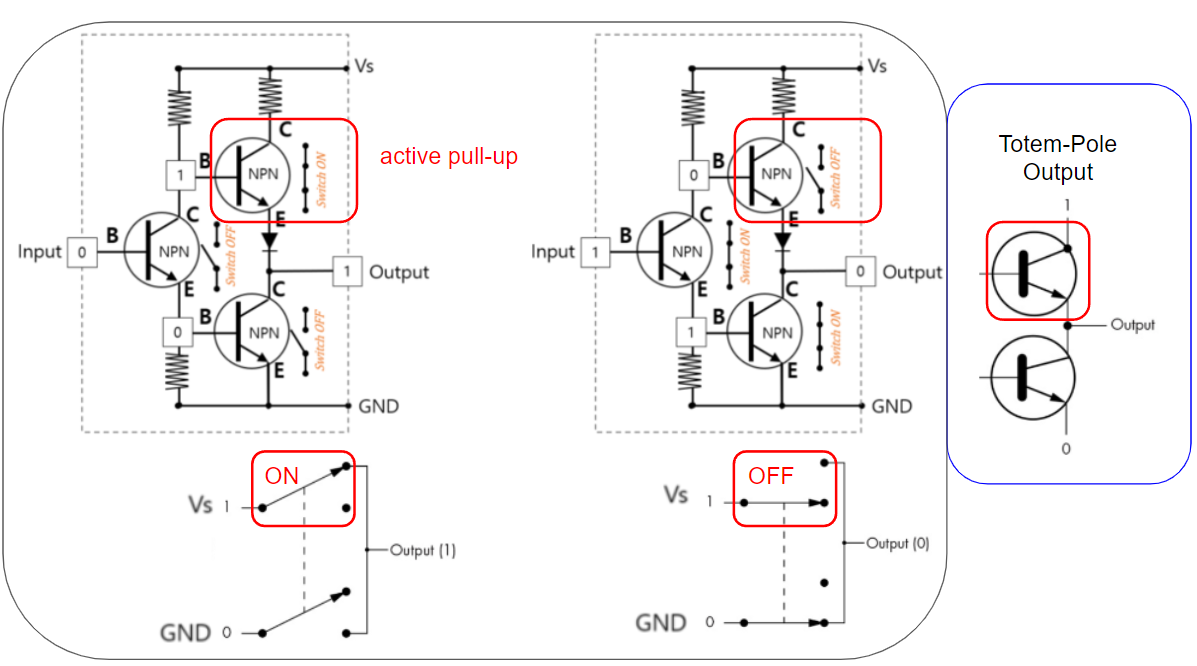 Vs
C
B
1
NPN
Switch ON
active pull-up
E
C
B
Input
0
NPN
Switch OFF
E
1
Output
C
B
0
NPN
Switch OFF
E
GND
ON
Vs
1
Output (1)
GND
0
Vs
C
B
0
NPN
Switch OFF
E
C
B
Input
1
NPN
Switch ON
E
0
Output
C
B
1
NPN
Switch ON
E
GND
OFF
Vs
1
Output (0)
GND
0
Totem-Pole
Output
1
Output
0